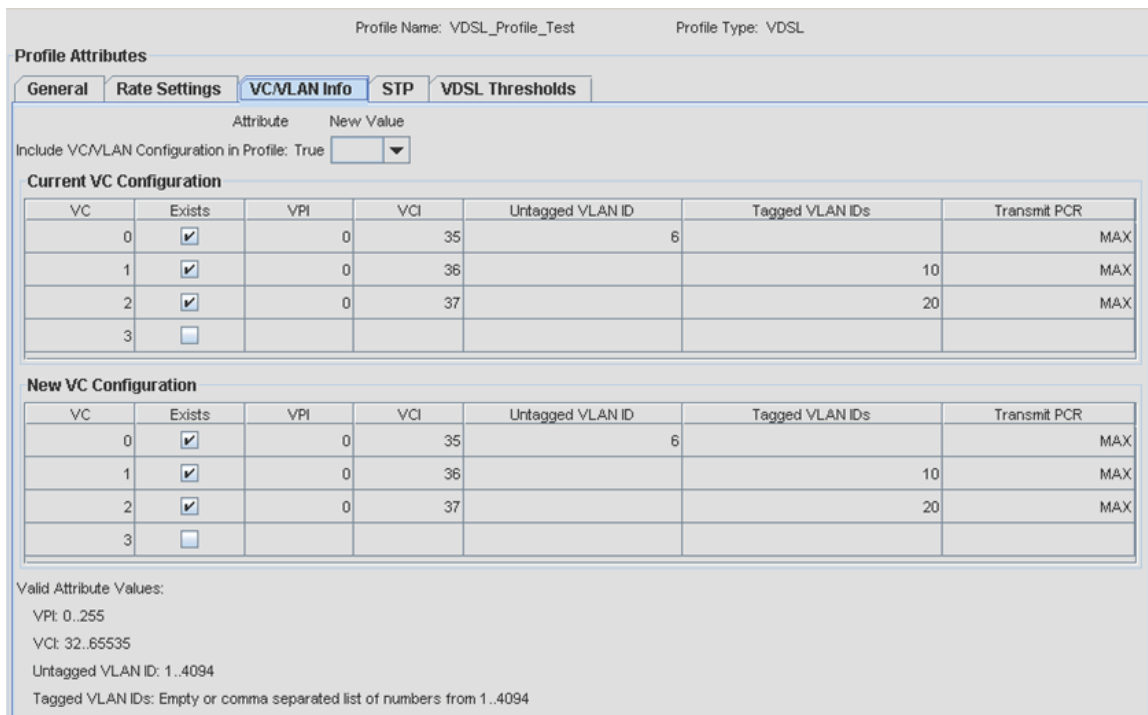 Profile Name: VDSL_Profile_Test Profile Type: VDSL
Profile Attributes
General Rate Settings VC/VLAN Info STP VDSL Thresholds
Attribute New Value
Include VC/VLAN Configuration in Profile: True
Current VC Configuration
VC Exists VPI VCI Untagged VLAN ID Tagged VLAN IDs Transmit PCR
0 0 35 6 MAX
1 0 36 10 MAX
2 0 37 20 MAX
3
New VC Configuration
VC Exists VPI VCI Untagged VLAN ID Tagged VLAN IDs Transmit PCR
0 0 35 6 MAX
1 0 36 10 MAX
2 0 37 20 MAX
3
Valid Attribute Values:
VPI: 0..255
VCI: 32..65535
Untagged VLAN ID: 1..4094
Tagged VLAN IDs: Empty or comma separated list of numbers from 1..4094